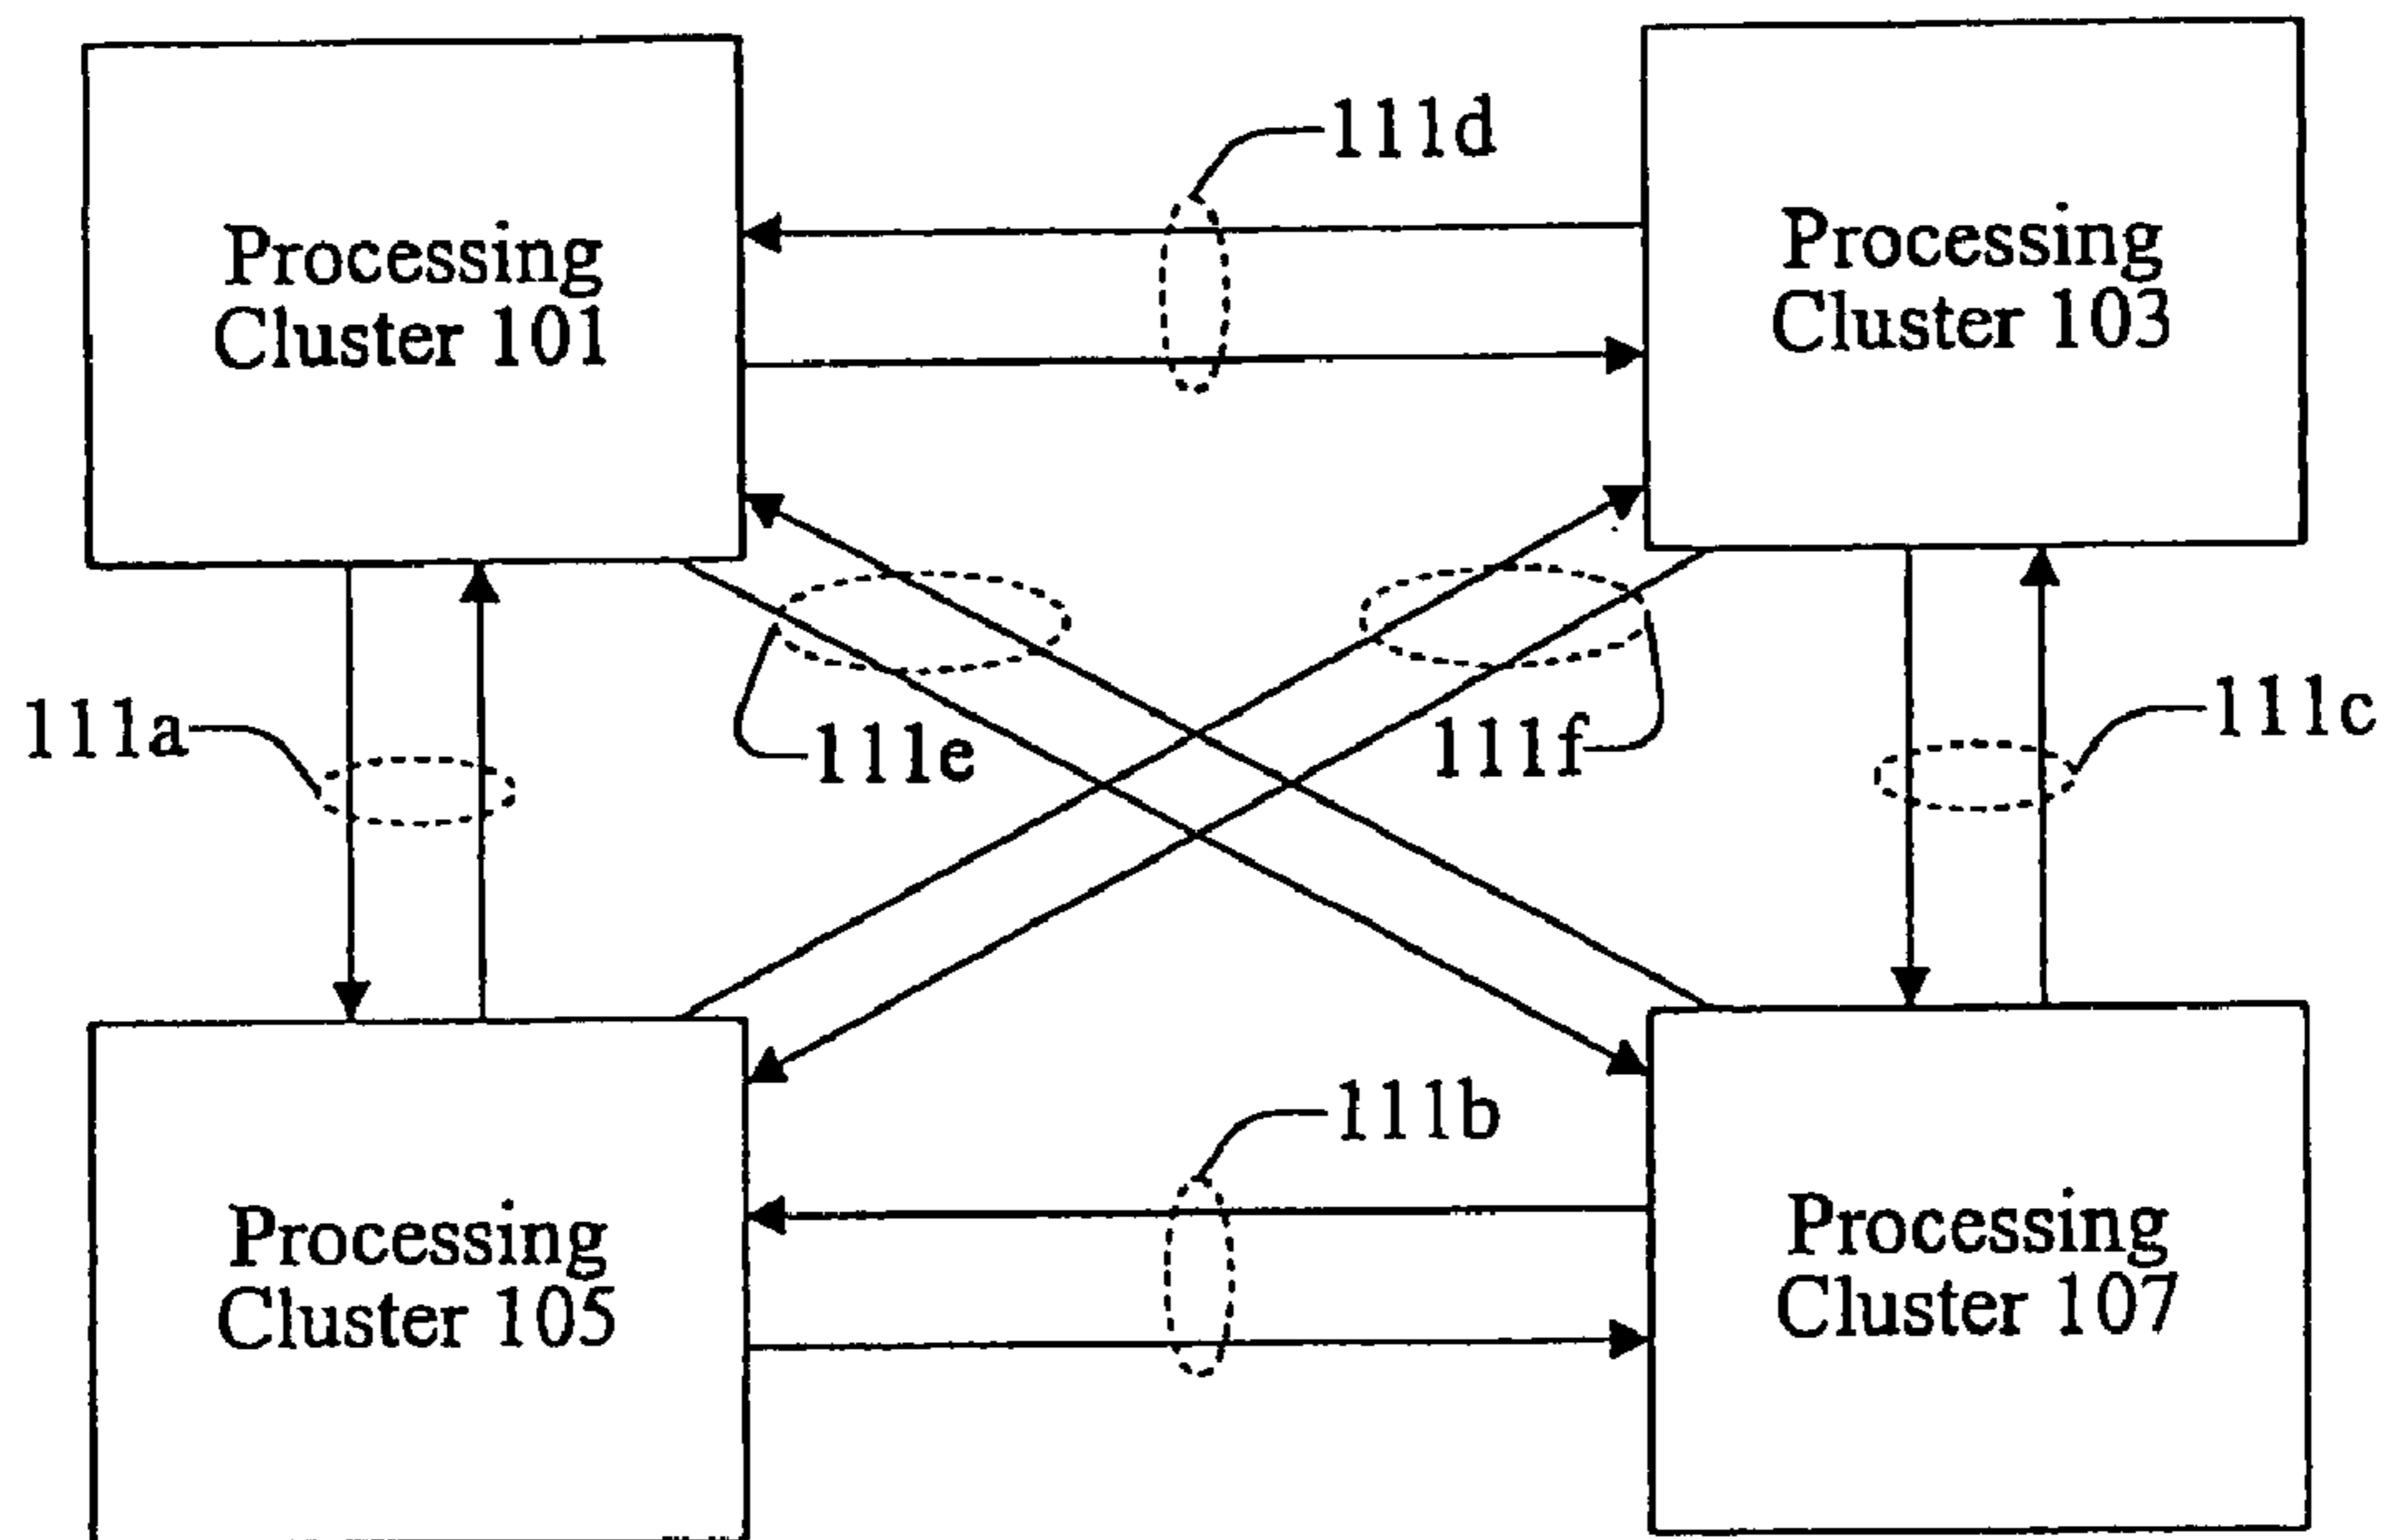 111d
Processing
Cluster 101
Processing
Cluster 103
111a
111e
111f
111c
111b
Processing
Cluster 105
Processing
Cluster 107